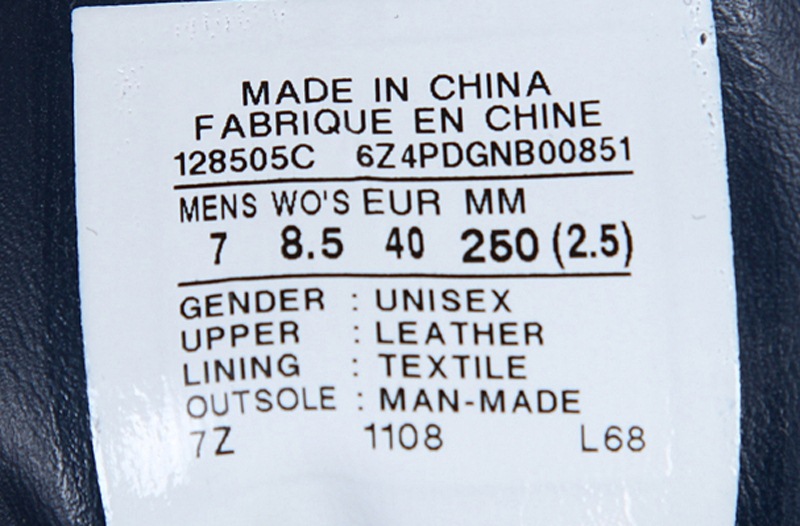 MADE IN CHINA
FABRIQUE EN CHINE
128505C 6Z4PDGNB00851
MENS WO'S EUR MM
7 8.5 40 260 (2.5)
GENDER : UNISEX
UPPER : LEATHER
LINING : TEXTILE
OUTSOLE : MAN-MADE
7Z 1108 L68